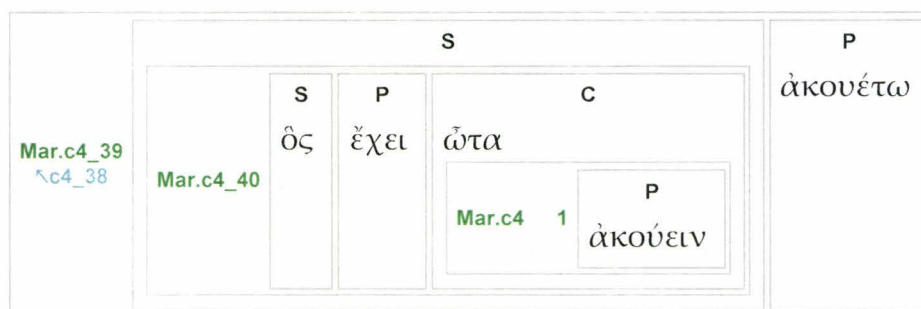 S P
S P C ἀκουέτω
ὃς ἔχει ὦτα
Mar.c4_39
↖c4_38 Mar.c4_40
P
Mar.c4 1
ἀκούειν